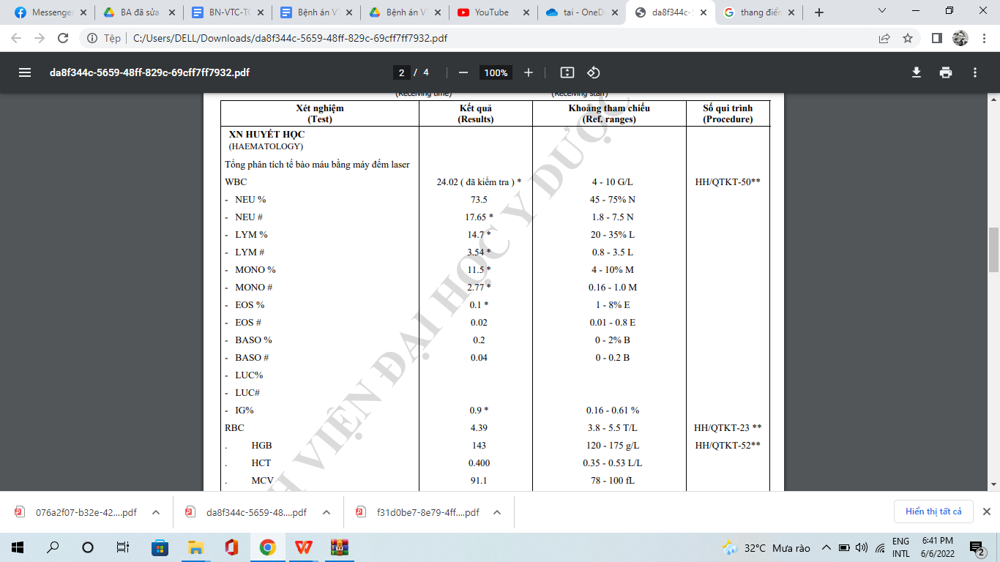 Messenger
BA đã sửa
BN-VTC-TC
Bệnh án VT
Bệnh án VT
YouTube
tai - OneDr
da8f344c-5
thang điểm
Tệp C:/Users/DELL/Downloads/da8f344c-5659-48ff-829c-69cff7ff7932.pdf
da8f344c-5659-48ff-829c-69cff7ff7932.pdf 2 / 4 100%
(Receiving time) (Receiving staff)
Xét nghiệm Kết quả Khoảng tham chiếu Số qui trình
(Test) (Results) (Ref. ranges) (Procedure)
XN HUYẾT HỌC
(HAEMATOLOGY)
Tổng phân tích tế bào máu bằng máy đếm laser
WBC 24.02 ( đã kiểm tra ) * 4 - 10 G/L HH/QTKT-50**
- NEU % 73.5 45 - 75% N
- NEU # 17.65 * 1.8 - 7.5 N
- LYM % 14.7 * 20 - 35% L
- LYM # 3.54 * 0.8 - 3.5 L
- MONO % 11.5 * 4 - 10% M
- MONO # 2.77 * 0.16 - 1.0 M
- EOS % 0.1 * 1 - 8% E
- EOS # 0.02 0.01 - 0.8 E
- BASO % 0.2 0 - 2% B
- BASO # 0.04 0 - 0.2 B
- LUC%
- LUC#
- IG% 0.9 * 0.16 - 0.61 %
RBC 4.39 3.8 - 5.5 T/L HH/QTKT-23 **
. HGB 143 120 - 175 g/L HH/QTKT-52**
. HCT 0.400 0.35 - 0.53 L/L
. MCV 91.1 78 - 100 fL
H VIỆN ĐẠI HỌC Y DƯỢC
076a2f07-b32e-42....pdf da8f344c-5659-48....pdf f31d0be7-8e79-4ff....pdf Hiển thị tất cả
32°C Mưa rào
ENG
INTL
6:41 PM
6/6/2022
2